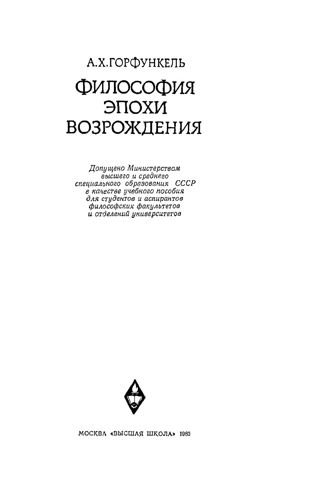 А.Х.ГОРФУНКЕЛЬ
ФИЛОСОФИЯ
ЭПОХИ
ВОЗРОЖДЕНИЯ
Допущено Министерством
высшего и среднего
специального образования СССР
в качестве учебного пособия
для студентов и аспирантов
философских факультетов
и отделений университетов
МОСКВА «ВЫСШАЯ ШКОЛА» 1980